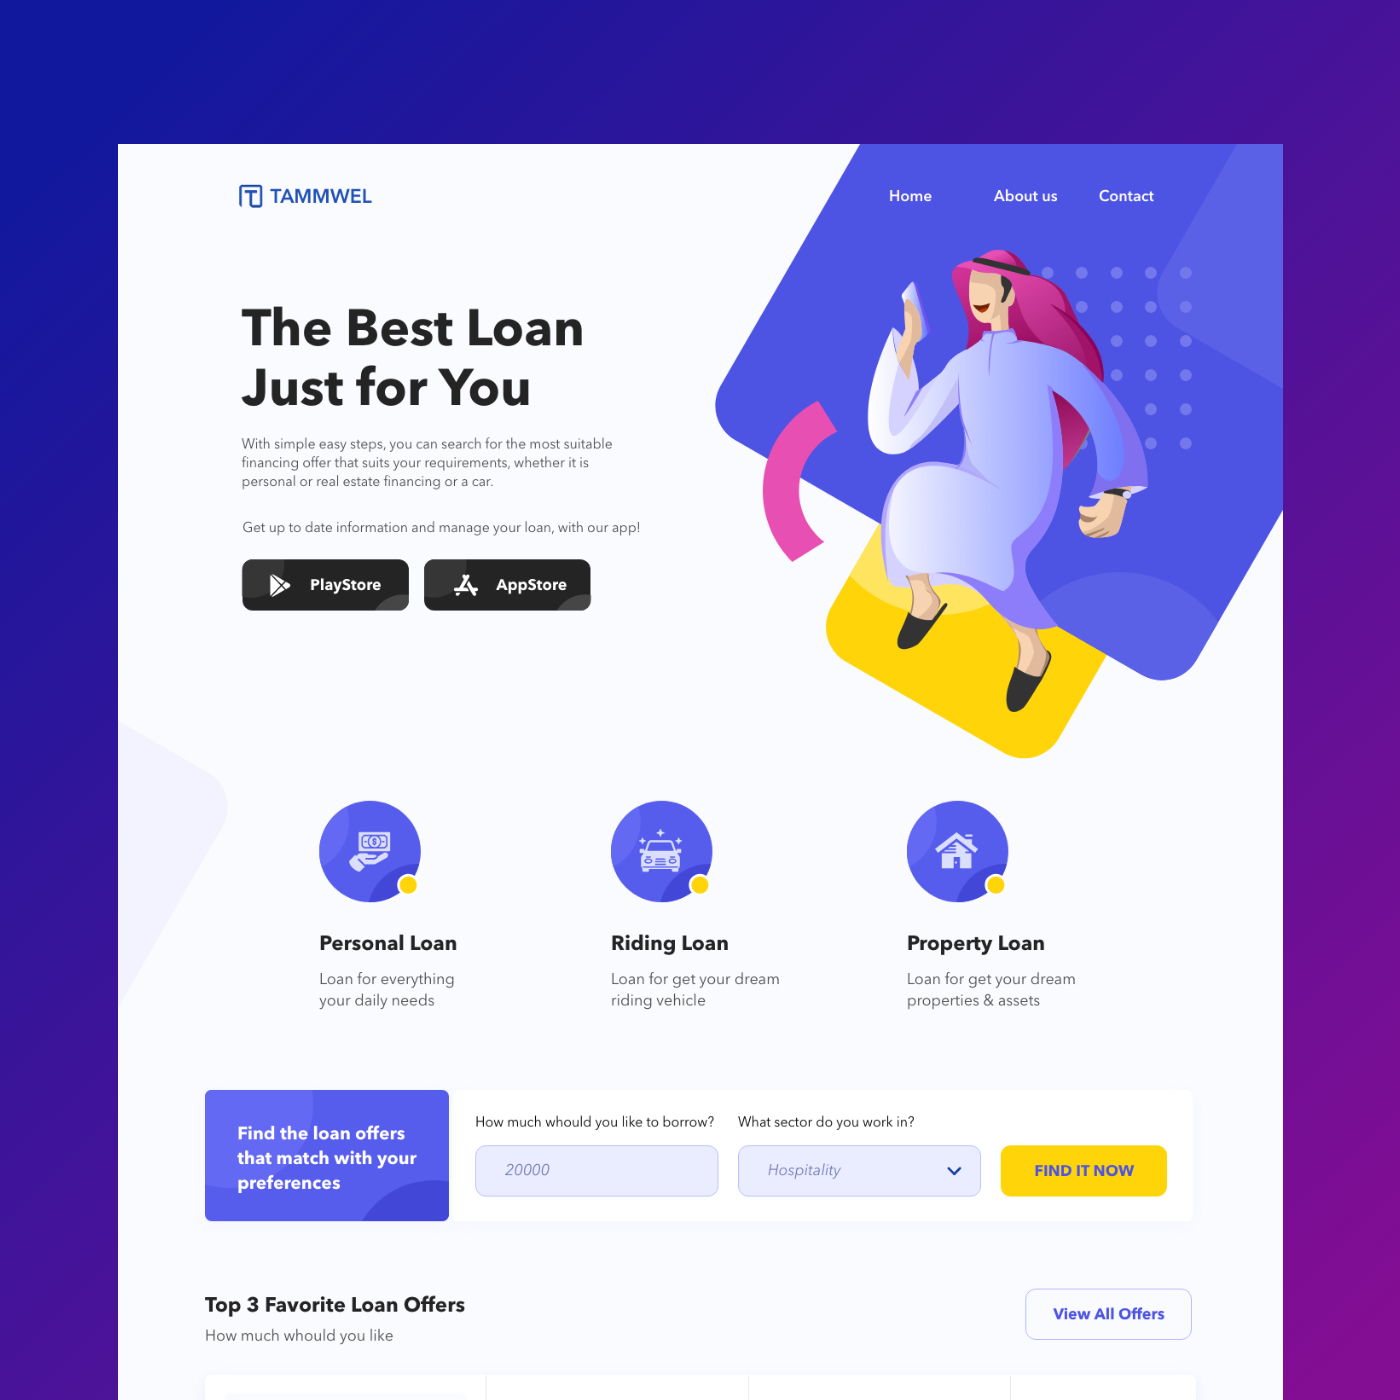 TAMMWEL
Home
About us
Contact
The Best Loan
Just for You
With simple easy steps, you can search for the most suitable
financing offer that suits your requirements, whether it is
personal or real estate financing or a car.
Get up to date information and manage your loan, with our app!
PlayStore
AppStore
Personal Loan
Loan for everything
your daily needs
Riding Loan
Loan for get your dream
riding vehicle
Property Loan
Loan for get your dream
properties & assets
Find the loan offers
that match with your
preferences
How much whould you like to borrow?
20000
What sector do you work in?
Hospitality
FIND IT NOW
Top 3 Favorite Loan Offers
How much whould you like
View All Offers